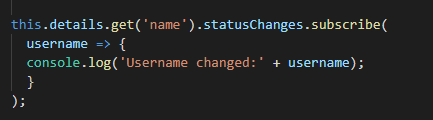 this.details.get('name').statusChanges.subscribe(
username => {
console.log('Username changed:' + username);
}
);